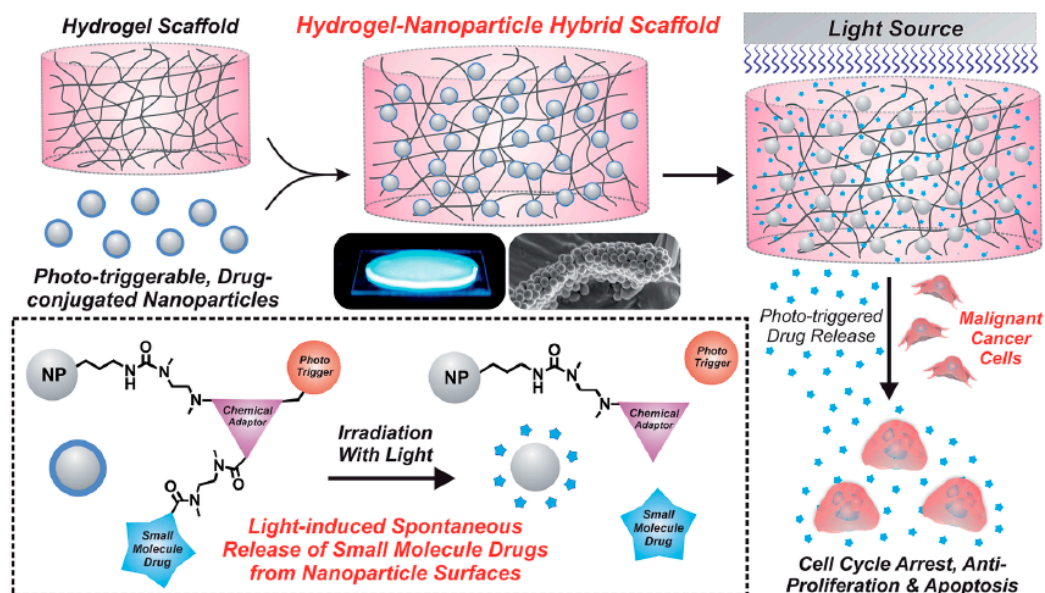 Hydrogel Scaffold
Hydrogel-Nanoparticle Hybrid Scaffold
Light Source
Photo-triggerable, Drug-
conjugated Nanoparticles
Photo-triggered
Drug Release
Malignant
Cancer
Cells
NP
N
H
O
N
N
Chemical
Adaptor
Photo
Trigger
O
N
N
O
Small
Molecule
Drug
Irradiation
With Light
NP
N
H
O
N
N
Chemical
Adaptor
Photo
Trigger
Small
Molecule
Drug
Light-induced Spontaneous
Release of Small Molecule Drugs
from Nanoparticle Surfaces
Cell Cycle Arrest, Anti-
Proliferation & Apoptosis